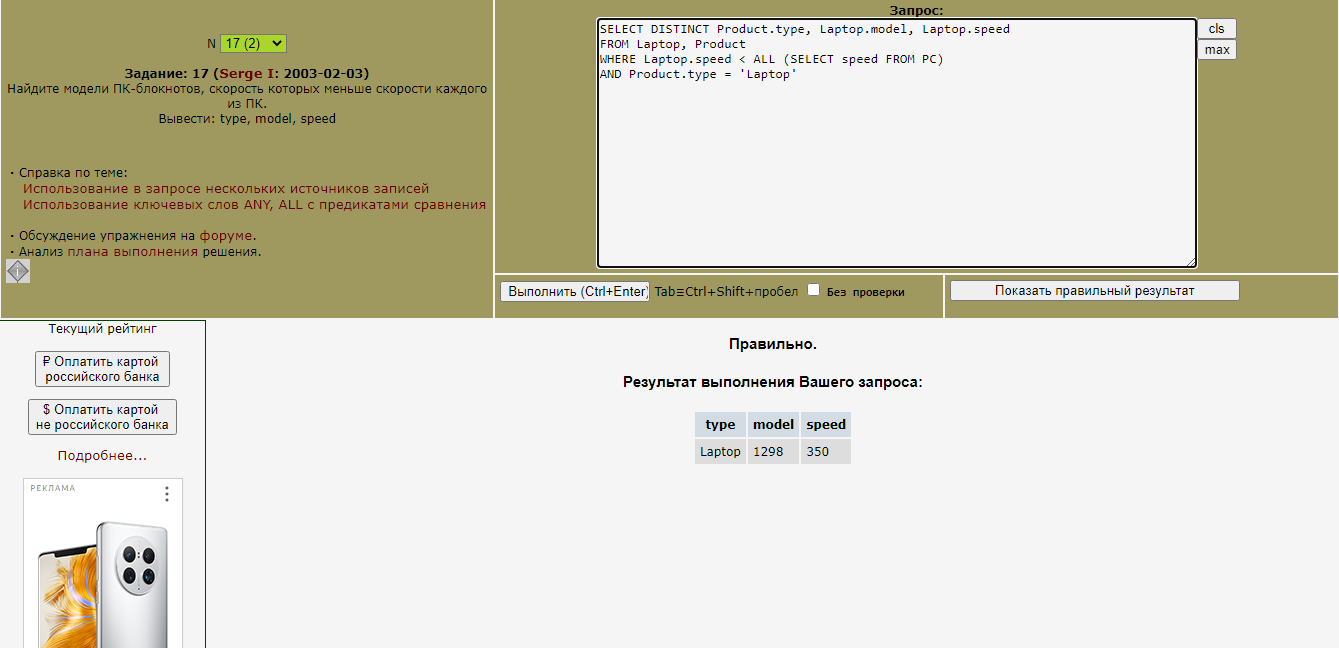 N 17 (2)
Задание: 17 (Serge I: 2003-02-03)
Найдите модели ПК-блокнотов, скорость которых меньше скорости каждого
из ПК.
Вывести: type, model, speed
· Справка по теме:
Использование в запросе нескольких источников записей
Использование ключевых слов ANY, ALL с предикатами сравнения
· Обсуждение упражнения на форуме.
· Анализ плана выполнения решения.
Запрос:
SELECT DISTINCT Product.type, Laptop.model, Laptop.speed
FROM Laptop, Product
WHERE Laptop.speed < ALL (SELECT speed FROM PC)
AND Product.type = 'Laptop'
cls
max
Выполнить (Ctrl+Enter) Tab≡Ctrl+Shift+пробел Без проверки
Показать правильный результат
Текущий рейтинг
₽ Оплатить картой
российского банка
$ Оплатить картой
не российского банка
Подробнее...
РЕКЛАМА
Правильно.
Результат выполнения Вашего запроса:
type model speed
Laptop 1298 350